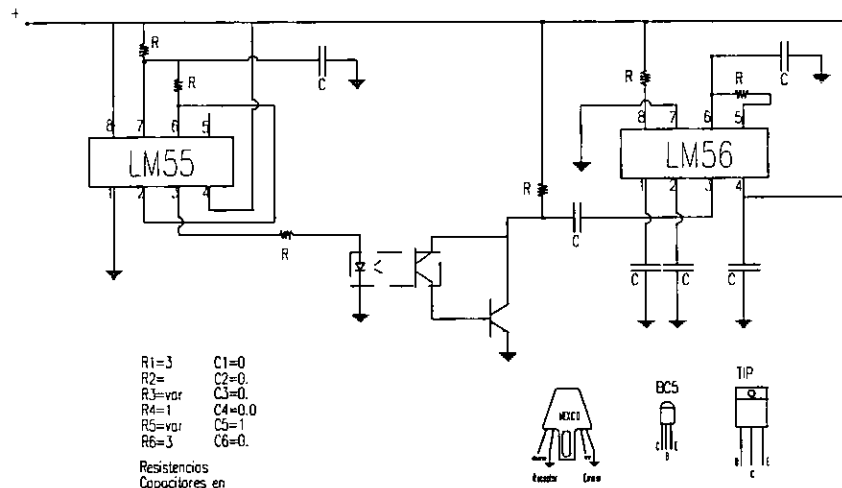 +
R
R
C
8 7 6 5
LM55
1 2 3 4
R
R
C
R
R
C
8 7 6 5
LM56
1 2 3 4
C C C
R1=3 C1=0
R2= C2=0.
R3=var C3=0.
R4=1 C4=0.0
R5=var C5=1
R6=3 C6=0.
Resistencias
Capacitores en
MEXCO
Receptor
BC5
C E
B
TIP
B E
C